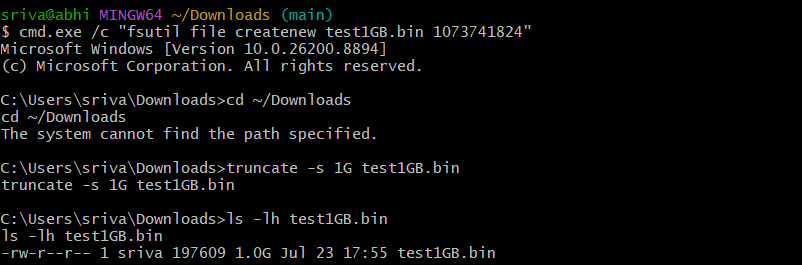 sriva@abhi MINGW64 ~/Downloads (main)
$ cmd.exe /c "fsutil file createnew test1GB.bin 1073741824"
Microsoft Windows [Version 10.0.26200.8894]
(c) Microsoft Corporation. All rights reserved.
C:\Users\sriva\Downloads>cd ~/Downloads
cd ~/Downloads
The system cannot find the path specified.
C:\Users\sriva\Downloads>truncate -s 1G test1GB.bin
truncate -s 1G test1GB.bin
C:\Users\sriva\Downloads>ls -lh test1GB.bin
ls -lh test1GB.bin
-rw-r--r-- 1 sriva 197609 1.0G Jul 23 17:55 test1GB.bin